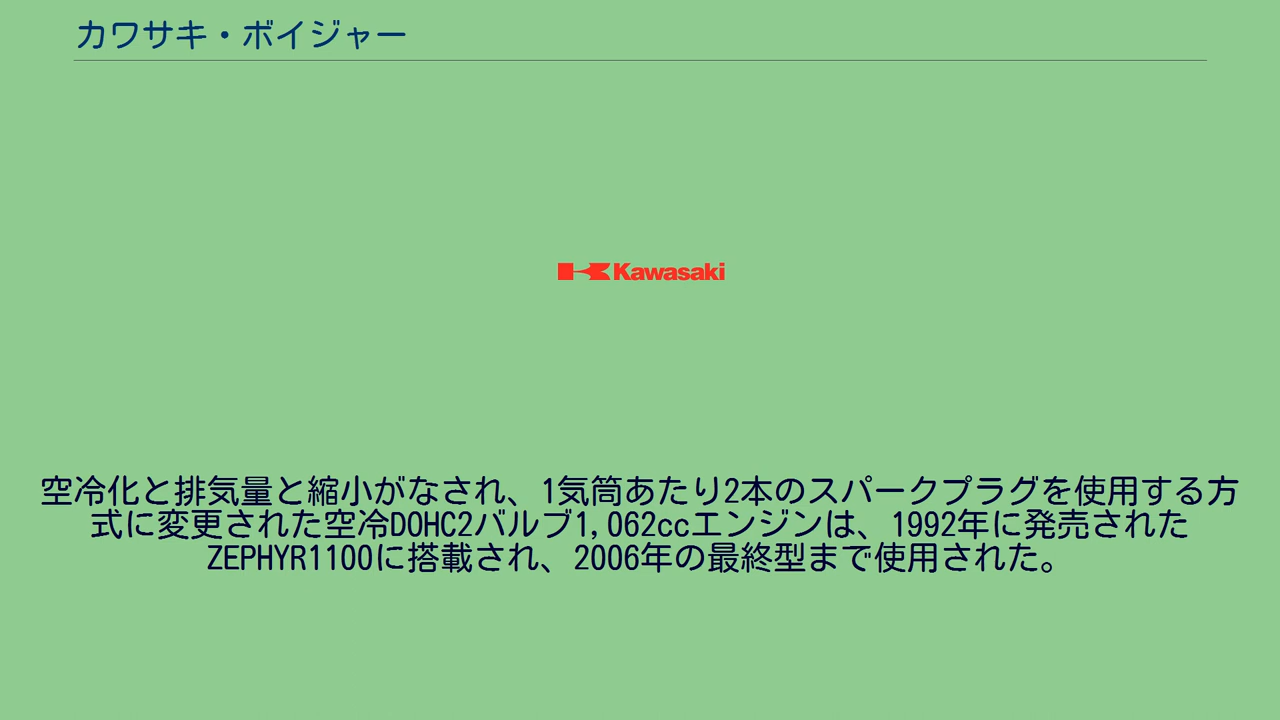 カワサキ・ボイジャー
Kawasaki
空冷化と排気量と縮小がなされ、1気筒あたり2本のスパークプラグを使用する方
式に変更された空冷DOHC2バルブ1,062ccエンジンは、1992年に発売された
ZEPHYR1100に搭載され、2006年の最終型まで使用された。